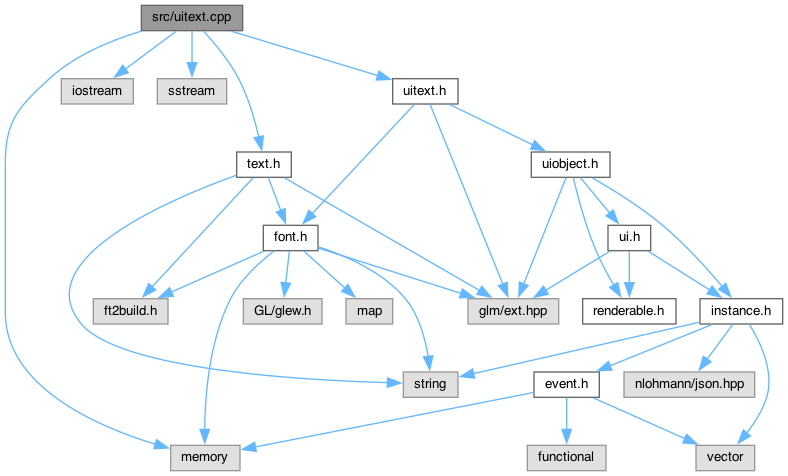 src/uitext.cpp
iostream
sstream
uitext.h
text.h
uiobject.h
font.h
ui.h
ft2build.h
GL/glew.h
map
glm/ext.hpp
renderable.h
instance.h
string
event.h
nlohmann/json.hpp
memory
functional
vector